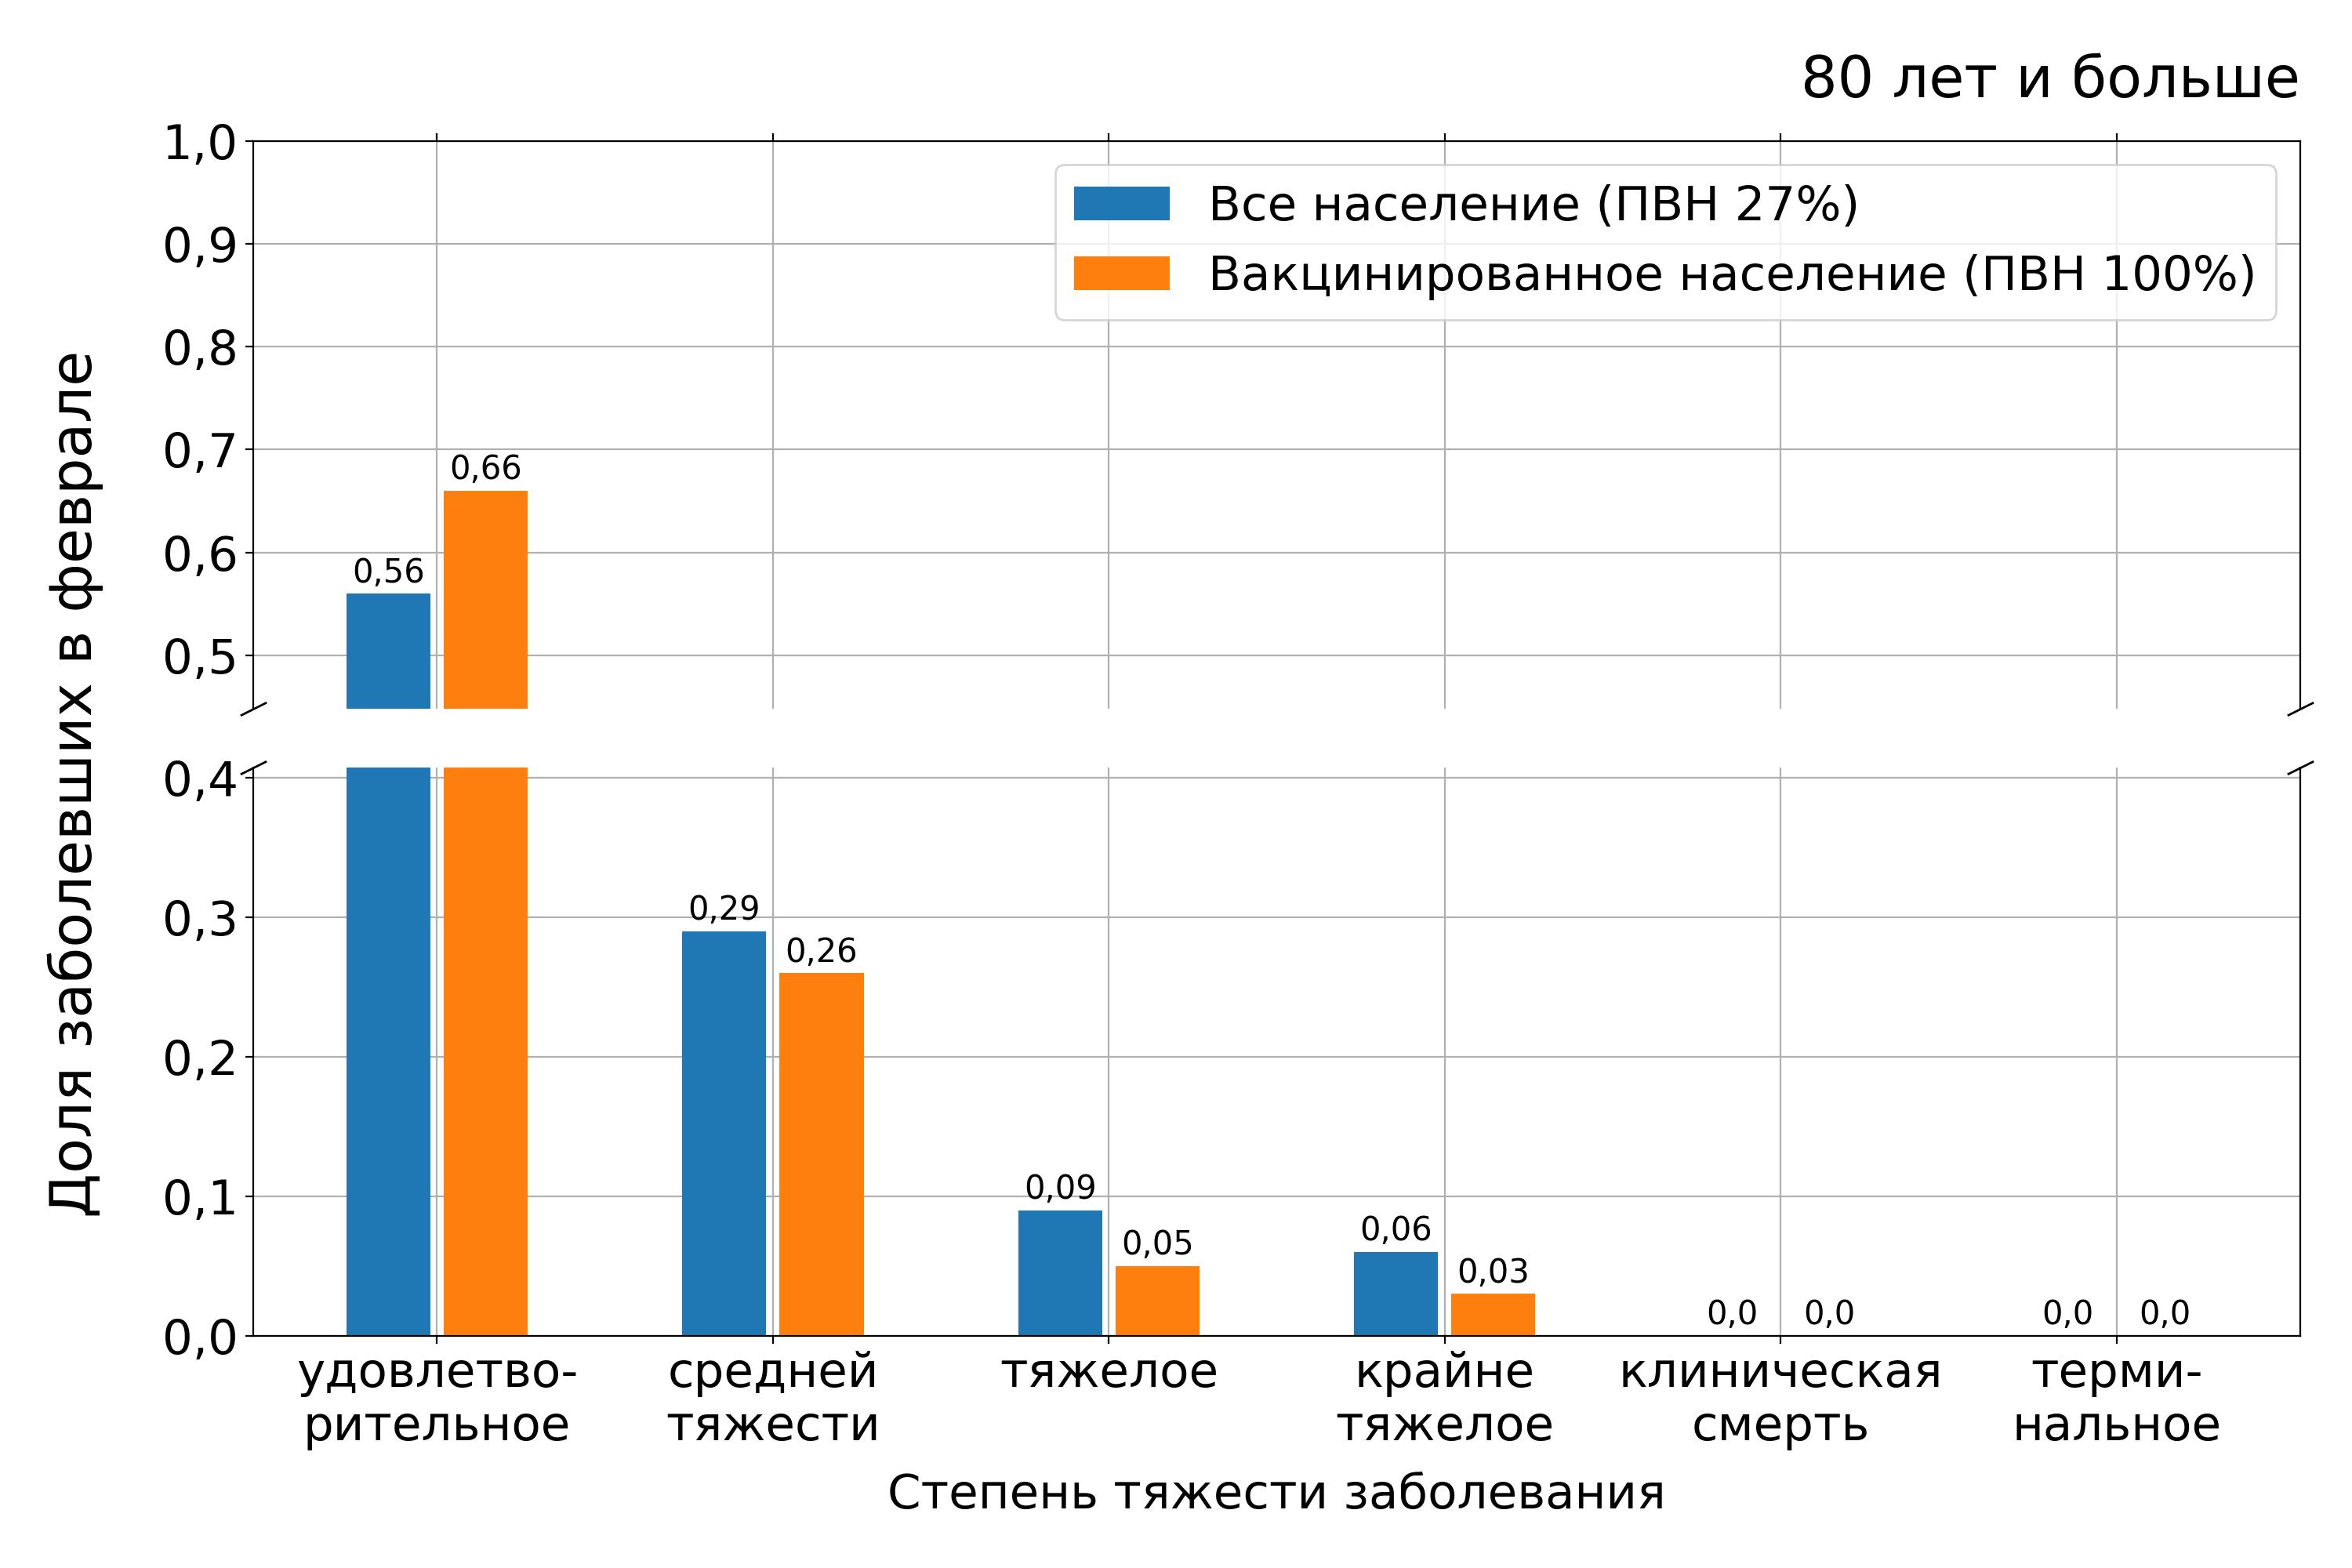 80 лет и больше
Все население (ПВН 27%)
Вакцинированное население (ПВН 100%)
Доля заболевших в феврале
1,0
0,9
0,8
0,7
0,6
0,5
0,4
0,3
0,2
0,1
0,0
0,56
0,66
0,29
0,26
0,09
0,05
0,06
0,03
0,0
0,0
0,0
0,0
удовлетво-
рительное
средней
тяжести
тяжелое
крайне
тяжелое
клиническая
смерть
терми-
нальное
Степень тяжести заболевания